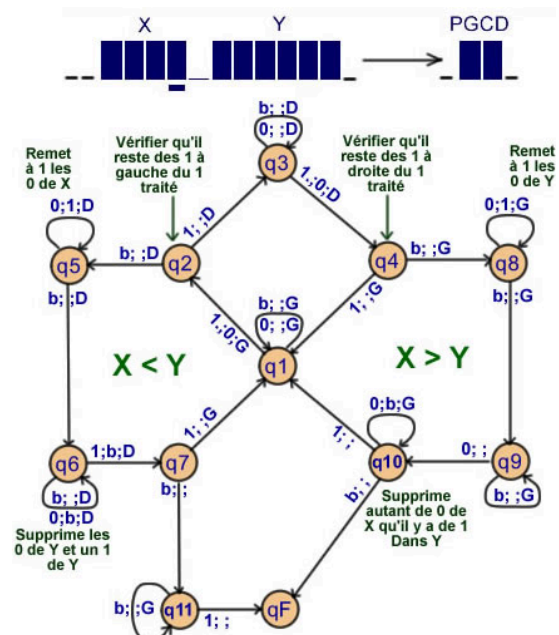 X Y PGCD
b; ;D
0; ;D
q3
Vérifier qu'il
reste des 1 à
gauche du 1
traité
Vérifier qu'il
reste des 1 à
droite du 1
traité
Remet
à 1 les
0 de X
Remet
à 1 les
0 de Y
0;1;D
1; ;D
1.,;0;D
0;1;G
q5
b; ;D
q2
q4
b; ;G
q8
b; ;D
b; ;G
b; ;G
0; ;G
1.,;0;G
1; ;G
X < Y
q1
X > Y
1; ;G
0;b;G
1; ;
q6
1;b;D
q7
q10
0; ;
q9
b; ;D
0;b;D
b; ;
b; ;
b; ;G
Supprime les
0 de Y et un 1
de Y
Supprime
autant de 0 de
X qu'il y a de 1
Dans Y
b; ;G
q11
1; ;
qF